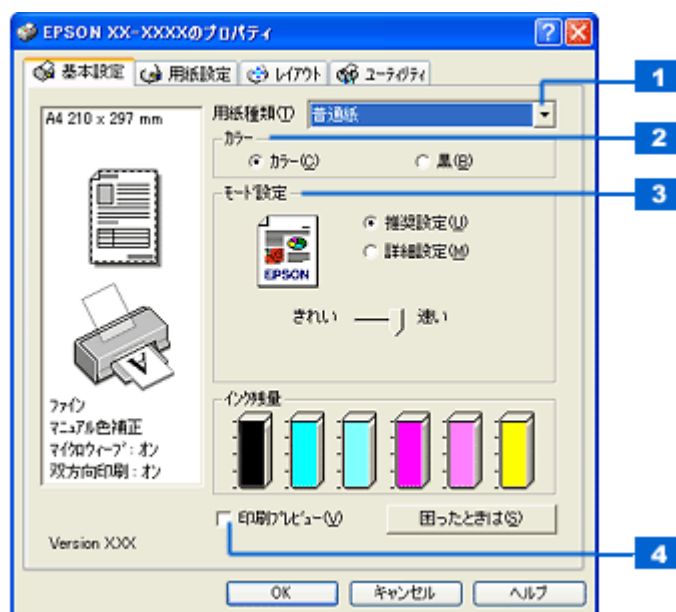 EPSON XX-XXXXのプロパティ
基本設定 用紙設定 レイアウト ユーティリティ
1
A4 210 x 297 mm
用紙種類(T) 普通紙
2
カラー
カラー(C) 黒(B)
3
モード設定
推奨設定(U)
詳細設定(M)
EPSON
きれい 速い
A
ファイン
マニュアル色補正
マイクロウィーブ：オン
双方向印刷：オン
インク残量
印刷プレビュー(V) 困ったときは(S)
Version XXX
4
OK キャンセル ヘルプ